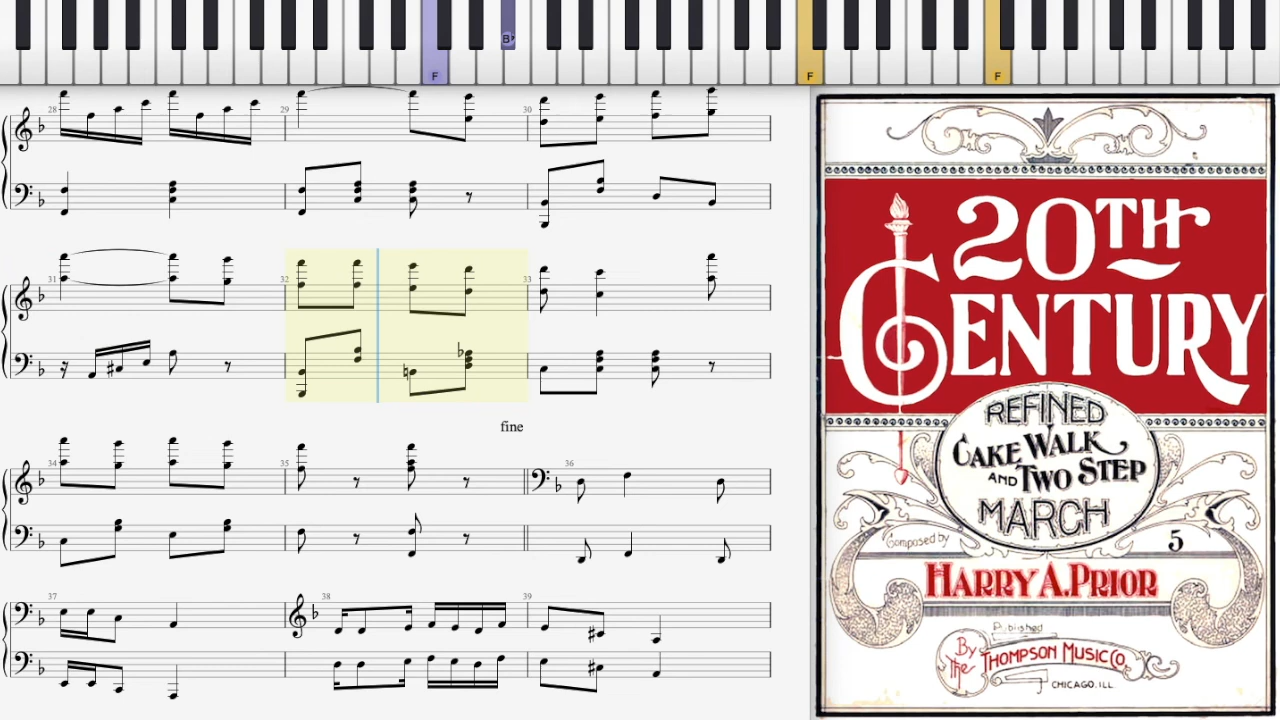 F B♭ F F
28 29 30
31 32 33
fine
34 35 36
37 38 39
20TH
CENTURY
REFINED
CAKE WALK
AND TWO STEP
MARCH
5
Composed by
HARRY A. PRIOR
Published
By the THOMPSON MUSIC CO.
CHICAGO. ILL.